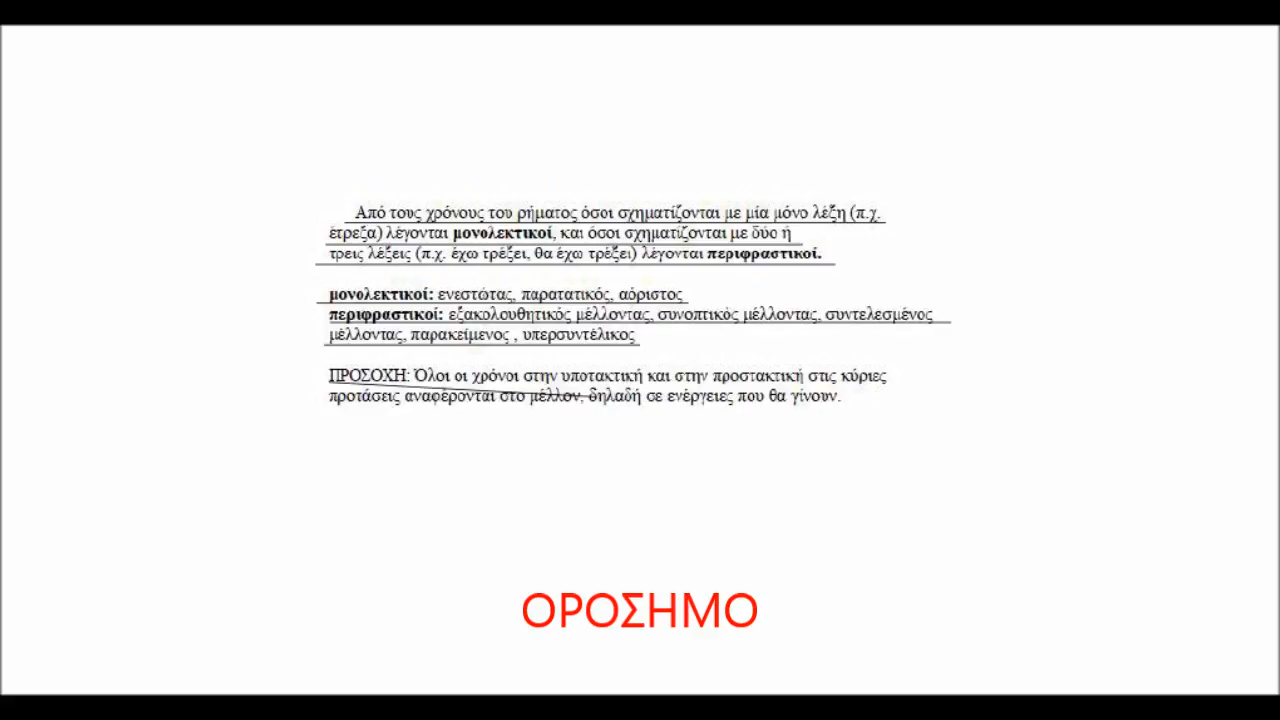 Από τους χρόνους του ρήματος όσοι σχηματίζονται με μία μόνο λέξη (π.χ.
έτρεξα) λέγονται μονολεκτικοί, και όσοι σχηματίζονται με δύο ή
τρεις λέξεις (π.χ. έχω τρέξει, θα έχω τρέξει) λέγονται περιφραστικοί.
μονολεκτικοί: ενεστώτας, παρατατικός, αόριστος
περιφραστικοί: εξακολουθητικός μέλλοντας, συνοπτικός μέλλοντας, συντελεσμένος
μέλλοντας, παρακείμενος , υπερσυντέλικος
ΠΡΟΣΟΧΗ: Όλοι οι χρόνοι στην υποτακτική και στην προστακτική στις κύριες
προτάσεις αναφέρονται στο μέλλον, δηλαδή σε ενέργειες που θα γίνουν.
ΟΡΟΣΗΜΟ